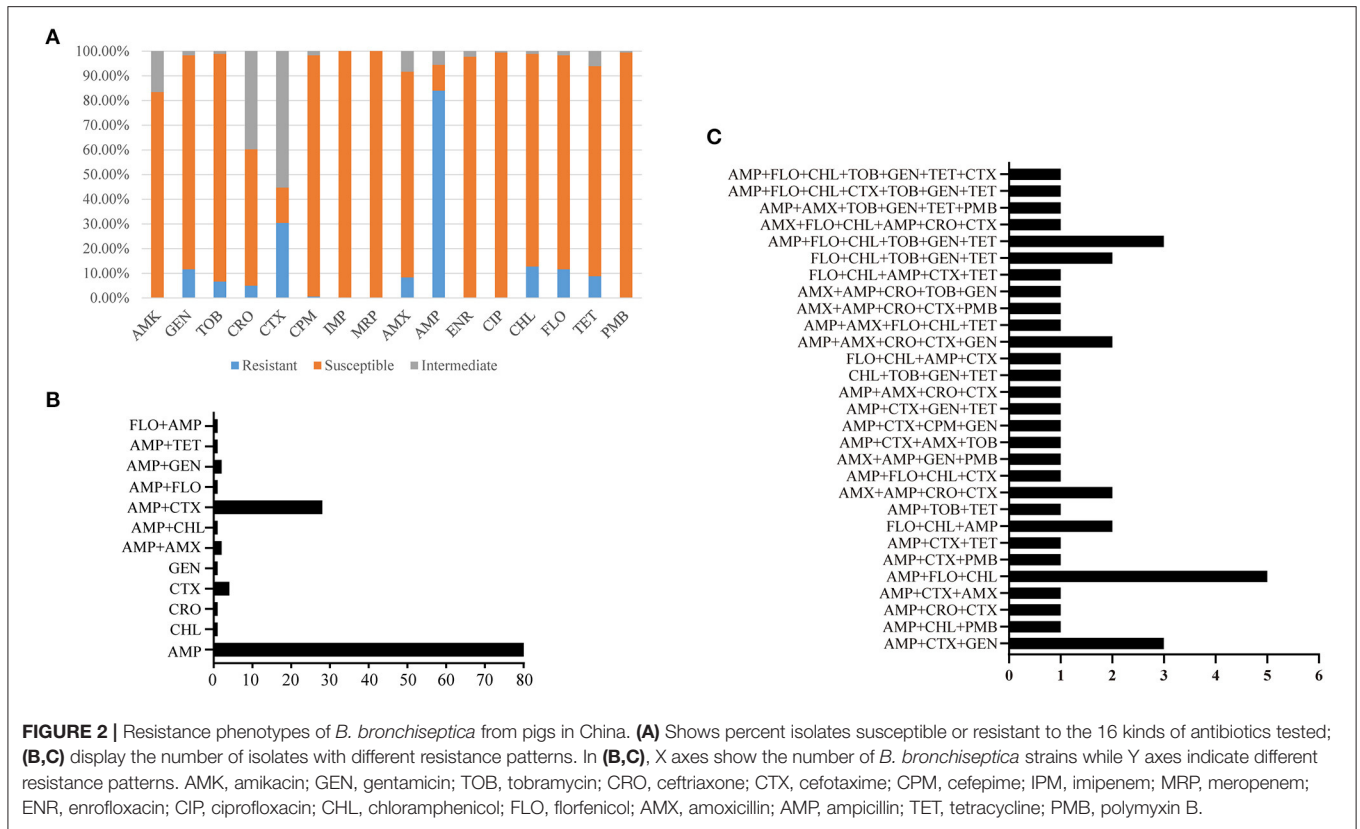 A
100.00%
90.00%
80.00%
70.00%
60.00%
50.00%
40.00%
30.00%
20.00%
10.00%
0.00%
AMK GEN TOB CRO CTX CPM IMP MRP AMX AMP ENR CIP CHL FLO TET PMB
Resistant Susceptible Intermediate
B
FLO+AMP
AMP+TET
AMP+GEN
AMP+FLO
AMP+CTX
AMP+CHL
AMP+AMX
GEN
CTX
CRO
CHL
AMP
0 10 20 30 40 50 60 70 80
C
AMP+FLO+CHL+TOB+GEN+TET+CTX
AMP+FLO+CHL+CTX+TOB+GEN+TET
AMP+AMX+TOB+GEN+TET+PMB
AMX+FLO+CHL+AMP+CRO+CTX
AMP+FLO+CHL+TOB+GEN+TET
FLO+CHL+TOB+GEN+TET
FLO+CHL+AMP+CTX+TET
AMX+AMP+CRO+TOB+GEN
AMX+AMP+CRO+CTX+PMB
AMP+AMX+FLO+CHL+TET
AMP+AMX+CRO+CTX+GEN
FLO+CHL+AMP+CTX
CHL+TOB+GEN+TET
AMP+AMX+CRO+CTX
AMP+CTX+GEN+TET
AMP+CTX+CPM+GEN
AMP+CTX+AMX+TOB
AMX+AMP+GEN+PMB
AMP+FLO+CHL+CTX
AMX+AMP+CRO+CTX
AMP+TOB+TET
FLO+CHL+AMP
AMP+CTX+TET
AMP+CTX+PMB
AMP+FLO+CHL
AMP+CTX+AMX
AMP+CRO+CTX
AMP+CHL+PMB
AMP+CTX+GEN
0 1 2 3 4 5 6
FIGURE 2 | Resistance phenotypes of B. bronchiseptica from pigs in China. (A) Shows percent isolates susceptible or resistant to the 16 kinds of antibiotics tested;
(B,C) display the number of isolates with different resistance patterns. In (B,C), X axes show the number of B. bronchiseptica strains while Y axes indicate different
resistance patterns. AMK, amikacin; GEN, gentamicin; TOB, tobramycin; CRO, ceftriaxone; CTX, cefotaxime; CPM, cefepime; IPM, imipenem; MRP, meropenem;
ENR, enrofloxacin; CIP, ciprofloxacin; CHL, chloramphenicol; FLO, florfenicol; AMX, amoxicillin; AMP, ampicillin; TET, tetracycline; PMB, polymyxin B.